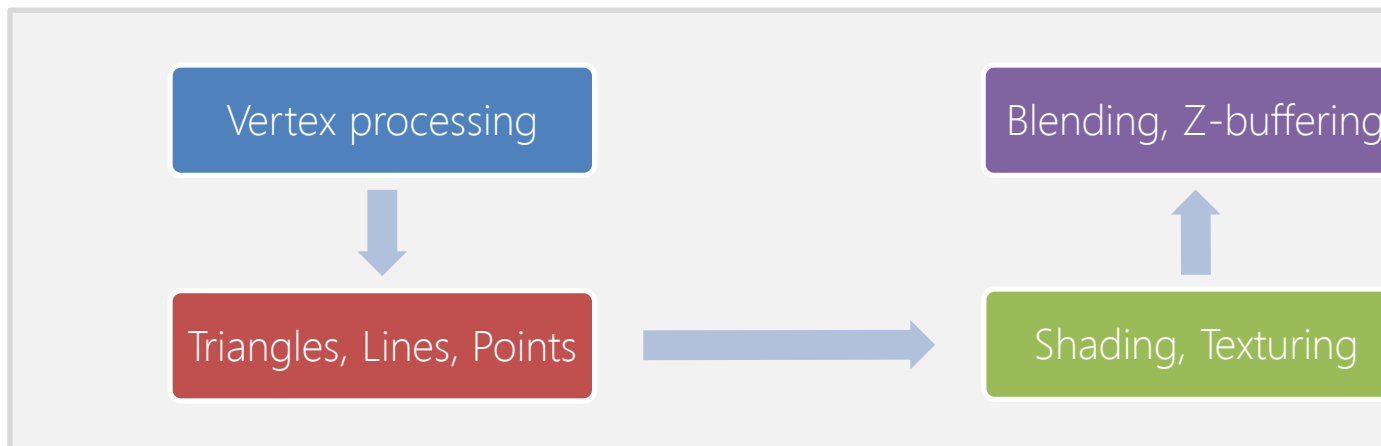 Vertex processing
Blending, Z-buffering
Triangles, Lines, Points
Shading, Texturing